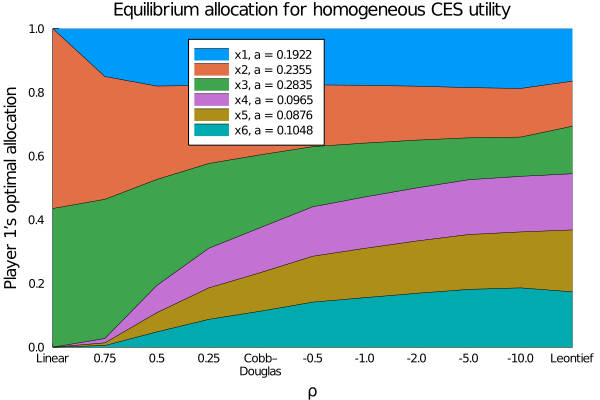 Equilibrium allocation for homogeneous CES utility
Player 1's optimal allocation
1.0
0.8
0.6
0.4
0.2
0.0
x1, a = 0.1922
x2, a = 0.2355
x3, a = 0.2835
x4, a = 0.0965
x5, a = 0.0876
x6, a = 0.1048
Linear
0.75
0.5
0.25
Cobb–
Douglas
-0.5
-1.0
-2.0
-5.0
-10.0
Leontief
ρ